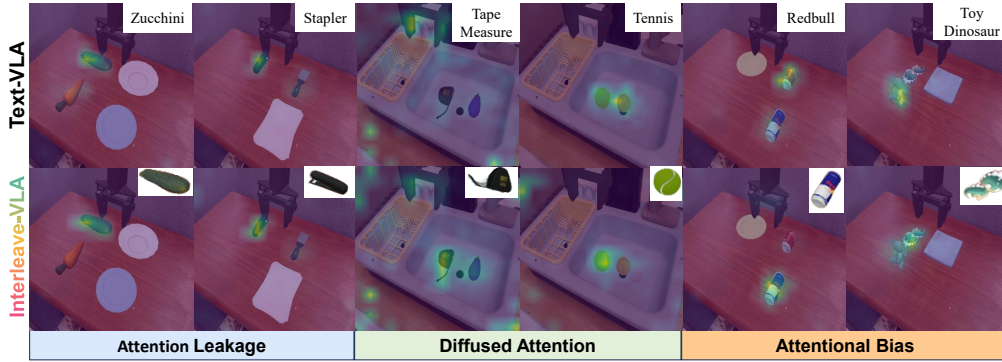 Zucchini
Stapler
Tape
Measure
Tennis
Redbull
Toy
Dinosaur
Text-VLA
Interleave-VLA
Attention Leakage
Diffused Attention
Attentional Bias